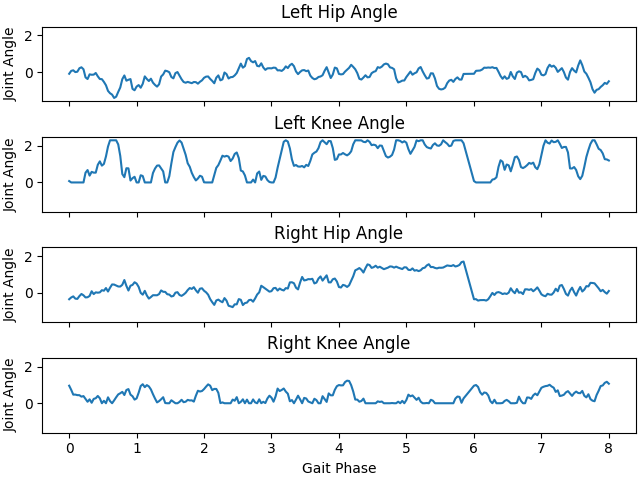 Left Hip Angle
Joint Angle
2
0
Left Knee Angle
Joint Angle
2
0
Right Hip Angle
Joint Angle
2
0
Right Knee Angle
Joint Angle
2
0
0 1 2 3 4 5 6 7 8
Gait Phase